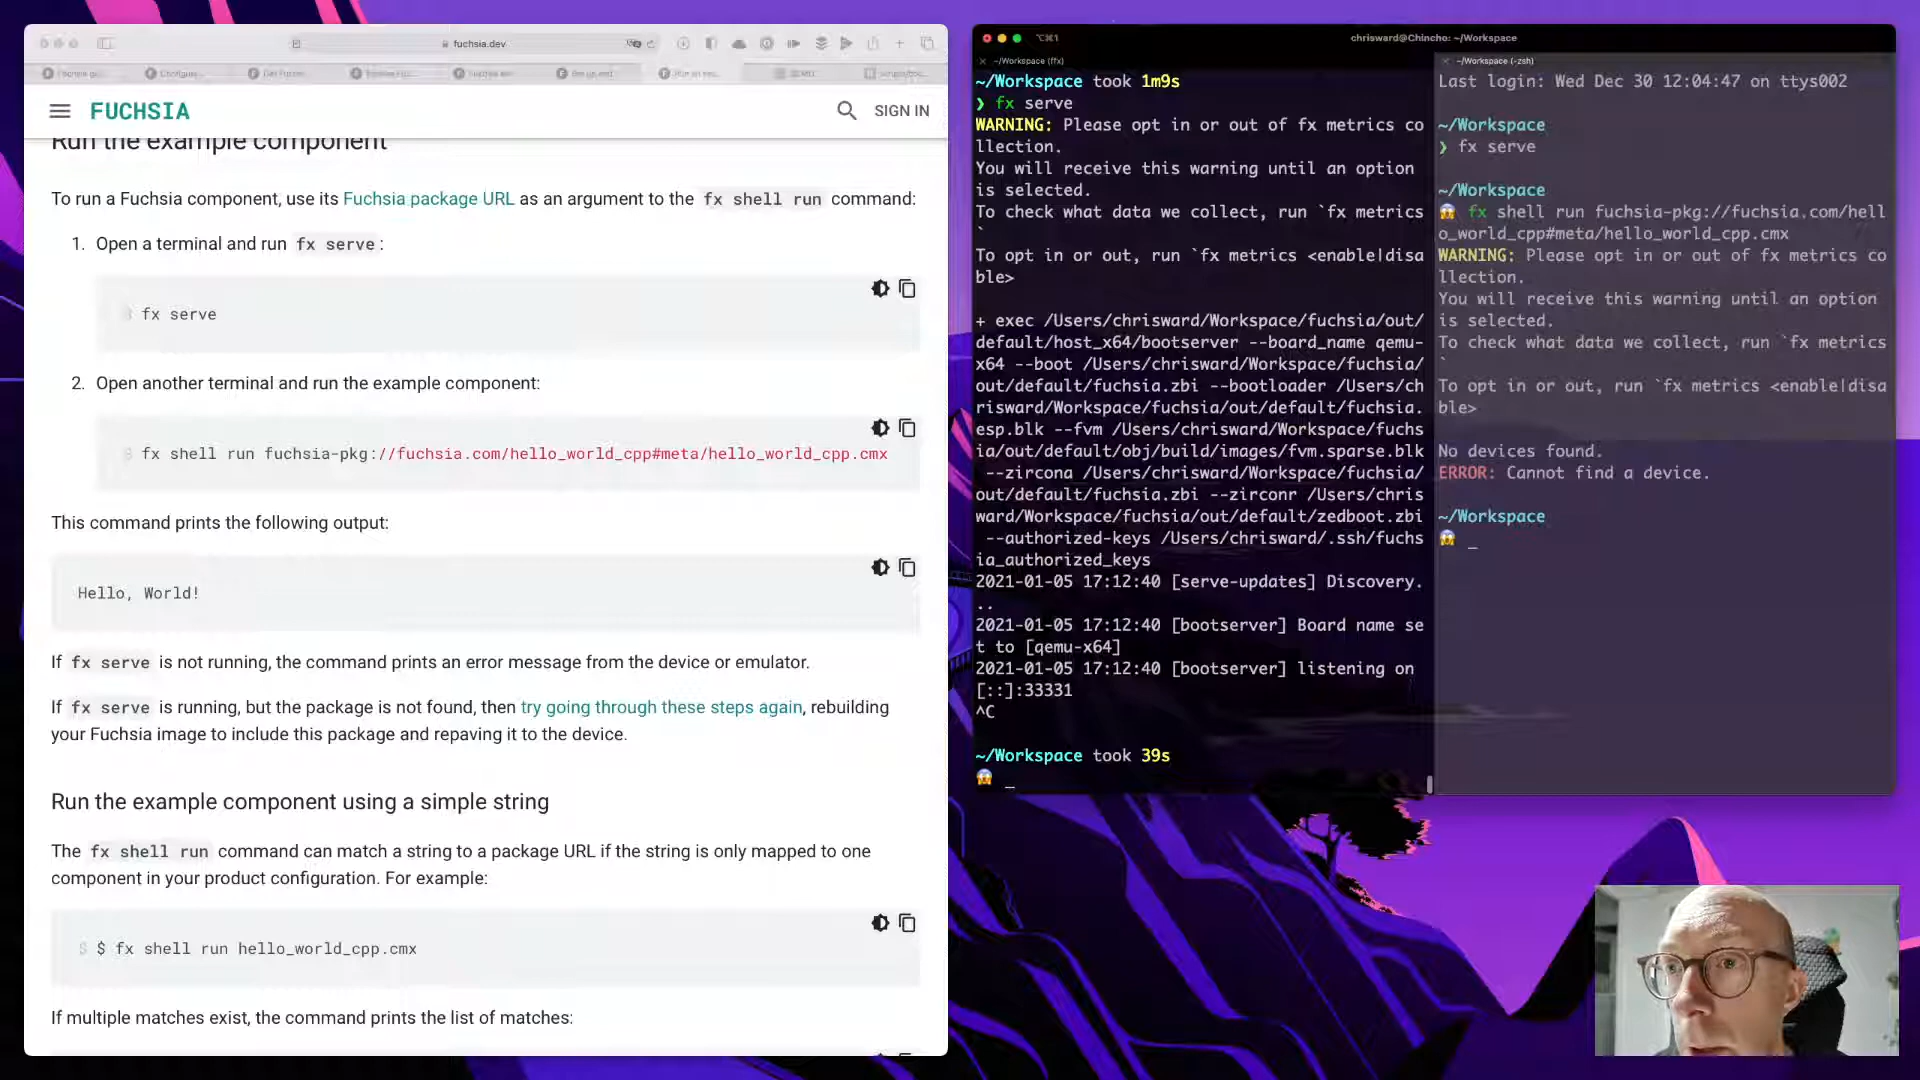 fuchsia.dev
FUCHSIA
SIGN IN
Run the example component
To run a Fuchsia component, use its Fuchsia package URL as an argument to the fx shell run command:
1. Open a terminal and run fx serve :
$ fx serve
2. Open another terminal and run the example component:
$ fx shell run fuchsia-pkg://fuchsia.com/hello_world_cpp#meta/hello_world_cpp.cmx
This command prints the following output:
Hello, World!
If fx serve is not running, the command prints an error message from the device or emulator.
If fx serve is running, but the package is not found, then try going through these steps again, rebuilding
your Fuchsia image to include this package and repaving it to the device.
Run the example component using a simple string
The fx shell run command can match a string to a package URL if the string is only mapped to one
component in your product configuration. For example:
$ $ fx shell run hello_world_cpp.cmx
If multiple matches exist, the command prints the list of matches:
⌥⌘1
chrisward@Chincho: ~/Workspace
~/Workspace (ffx)
~/Workspace took 1m9s
❯ fx serve
WARNING: Please opt in or out of fx metrics co
llection.
You will receive this warning until an option
is selected.
To check what data we collect, run `fx metrics
`
To opt in or out, run `fx metrics <enable|disa
ble>
+ exec /Users/chrisward/Workspace/fuchsia/out/
default/host_x64/bootserver --board_name qemu-
x64 --boot /Users/chrisward/Workspace/fuchsia/
out/default/fuchsia.zbi --bootloader /Users/ch
risward/Workspace/fuchsia/out/default/fuchsia.
esp.blk --fvm /Users/chrisward/Workspace/fuchs
ia/out/default/obj/build/images/fvm.sparse.blk
--zircona /Users/chrisward/Workspace/fuchsia/
out/default/fuchsia.zbi --zirconr /Users/chris
ward/Workspace/fuchsia/out/default/zedboot.zbi
--authorized-keys /Users/chrisward/.ssh/fuchs
ia_authorized_keys
2021-01-05 17:12:40 [serve-updates] Discovery.
..
2021-01-05 17:12:40 [bootserver] Board name se
t to [qemu-x64]
2021-01-05 17:12:40 [bootserver] listening on
[::]:33331
^C
~/Workspace took 39s
😱 _
~/Workspace (-zsh)
Last login: Wed Dec 30 12:04:47 on ttys002
~/Workspace
❯ fx serve
~/Workspace
😱 fx shell run fuchsia-pkg://fuchsia.com/hell
o_world_cpp#meta/hello_world_cpp.cmx
WARNING: Please opt in or out of fx metrics co
llection.
You will receive this warning until an option
is selected.
To check what data we collect, run `fx metrics
`
To opt in or out, run `fx metrics <enable|disa
ble>
No devices found.
ERROR: Cannot find a device.
~/Workspace
😱 _